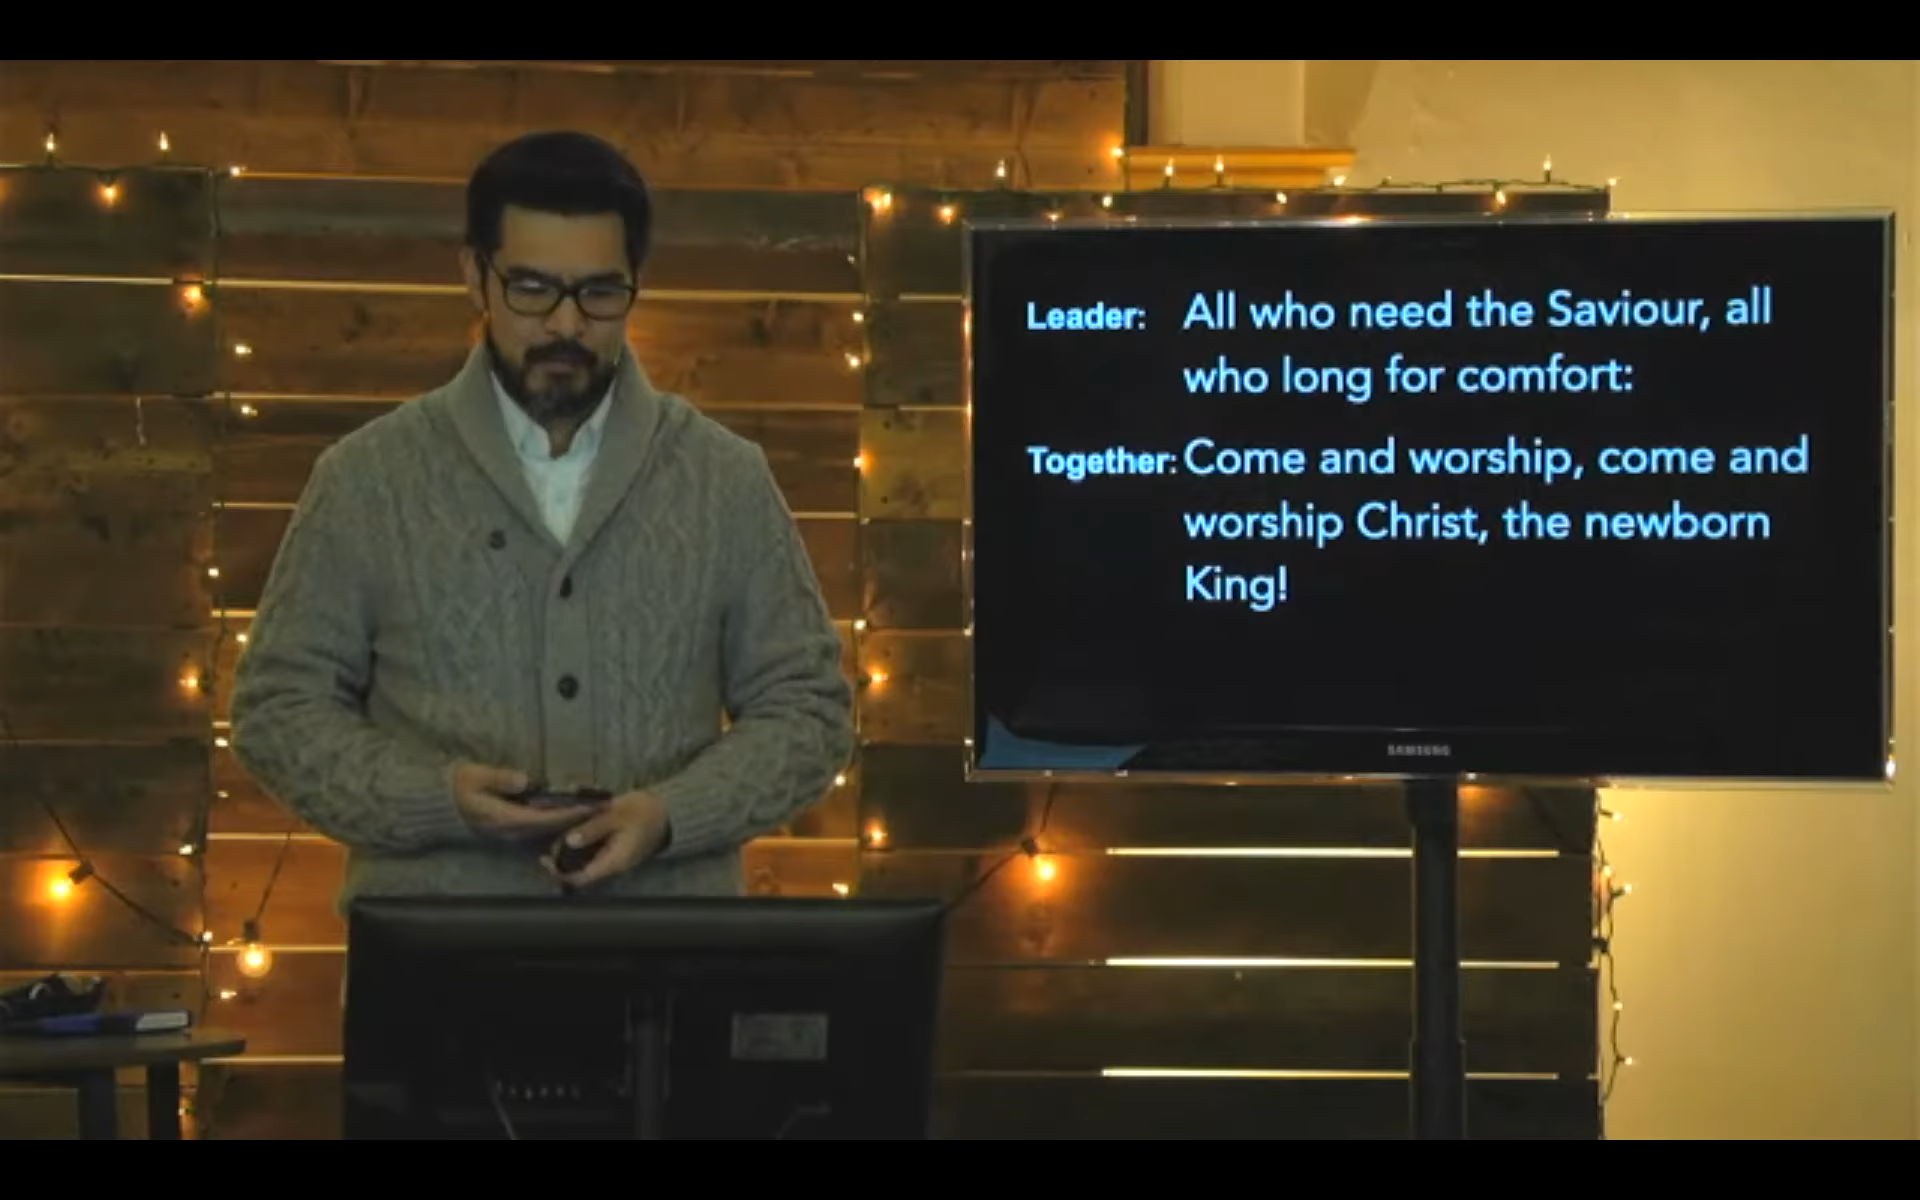 Leader: All who need the Saviour, all
who long for comfort:
Together: Come and worship, come and
worship Christ, the newborn
King!
SAMSUNG